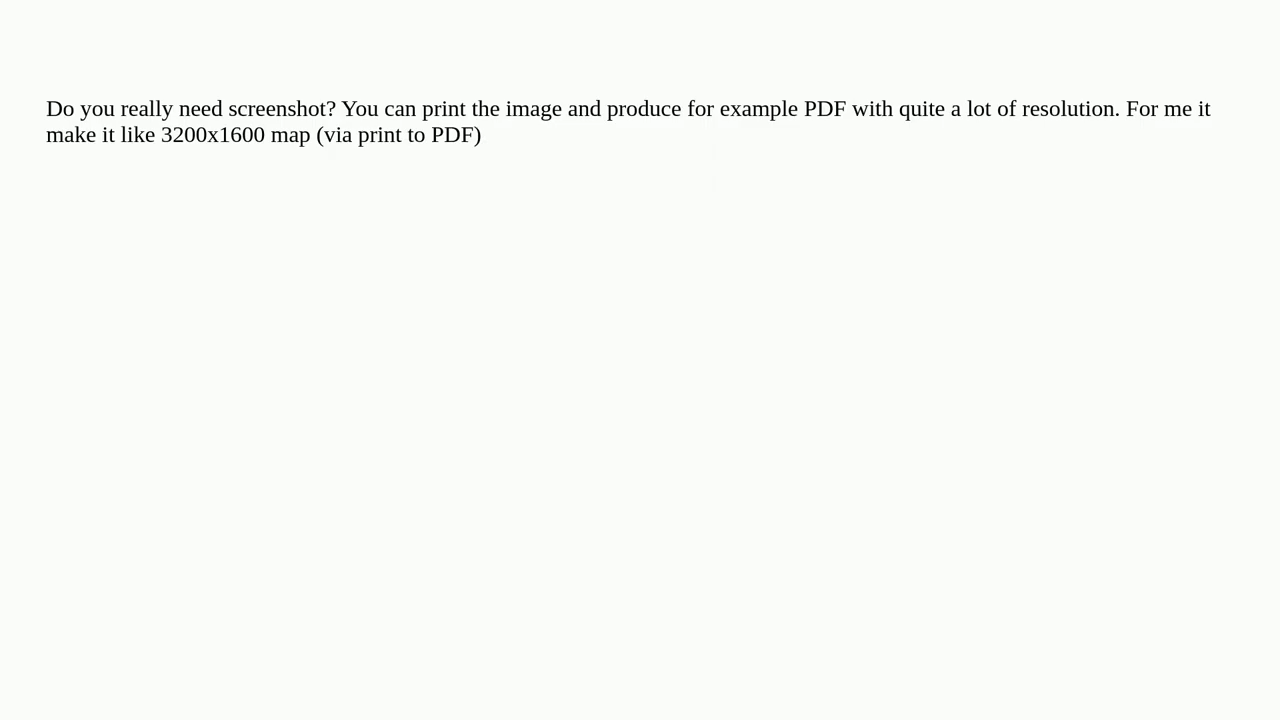 Do you really need screenshot? You can print the image and produce for example PDF with quite a lot of resolution. For me it
make it like 3200x1600 map (via print to PDF)